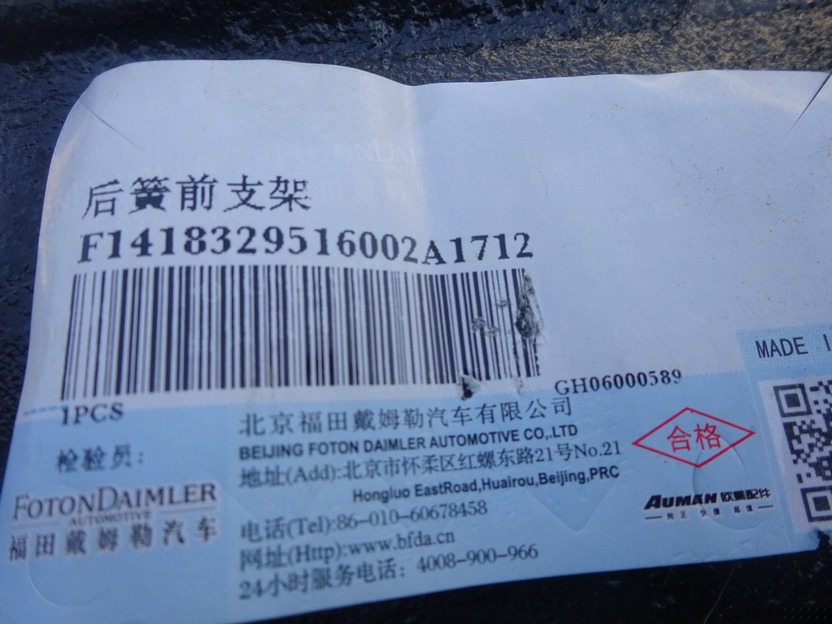 后簧前支架
F1418329516002A1712
GH06000589
1PCS
检验员:
北京福田戴姆勒汽车有限公司
BEIJING FOTON DAIMLER AUTOMOTIVE CO,.LTD
地址(Add):北京市怀柔区红螺东路21号No.21
Hongluo EastRoad,Huairou,Beijing,PRC
电话(Tel):86-010-60678458
网址(Http):www.bfda.cn
24小时服务电话: 4008-900-966
FOTONDAIMLER
AUTOMOTIVE
福田戴姆勒汽车
合格
MADE I
AUMAN 欧曼配件